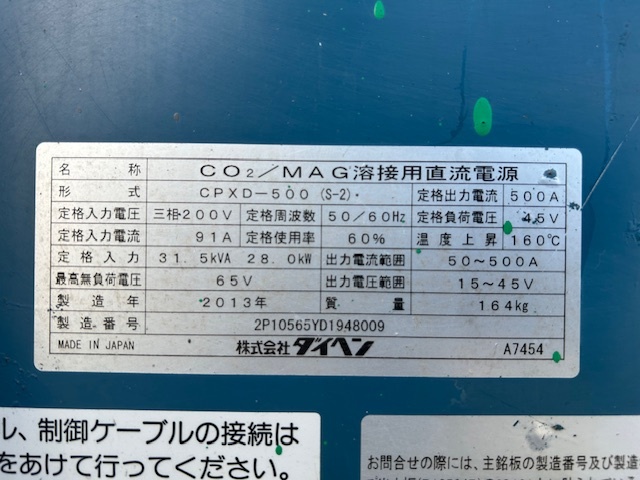 名称 CO₂/MAG溶接用直流電源
形式 CPXD-500 (S-2) 定格出力電流 500A
定格入力電圧 三相200V 定格周波数 50/60Hz 定格負荷電圧 45V
定格入力電流 91A 定格使用率 60% 温度上昇 160℃
定格入力 31.5kVA 28.0kW 出力電流範囲 50～500A
最高無負荷電圧 65V 出力電圧範囲 15～45V
製造年 2013年 質量 164kg
製造番号 2P10565YD1948009
MADE IN JAPAN 株式会社ダイヘン A7454
ル、制御ケーブルの接続は
をあけて行ってください。
お問合せの際には、主銘板の製造番号及び製造